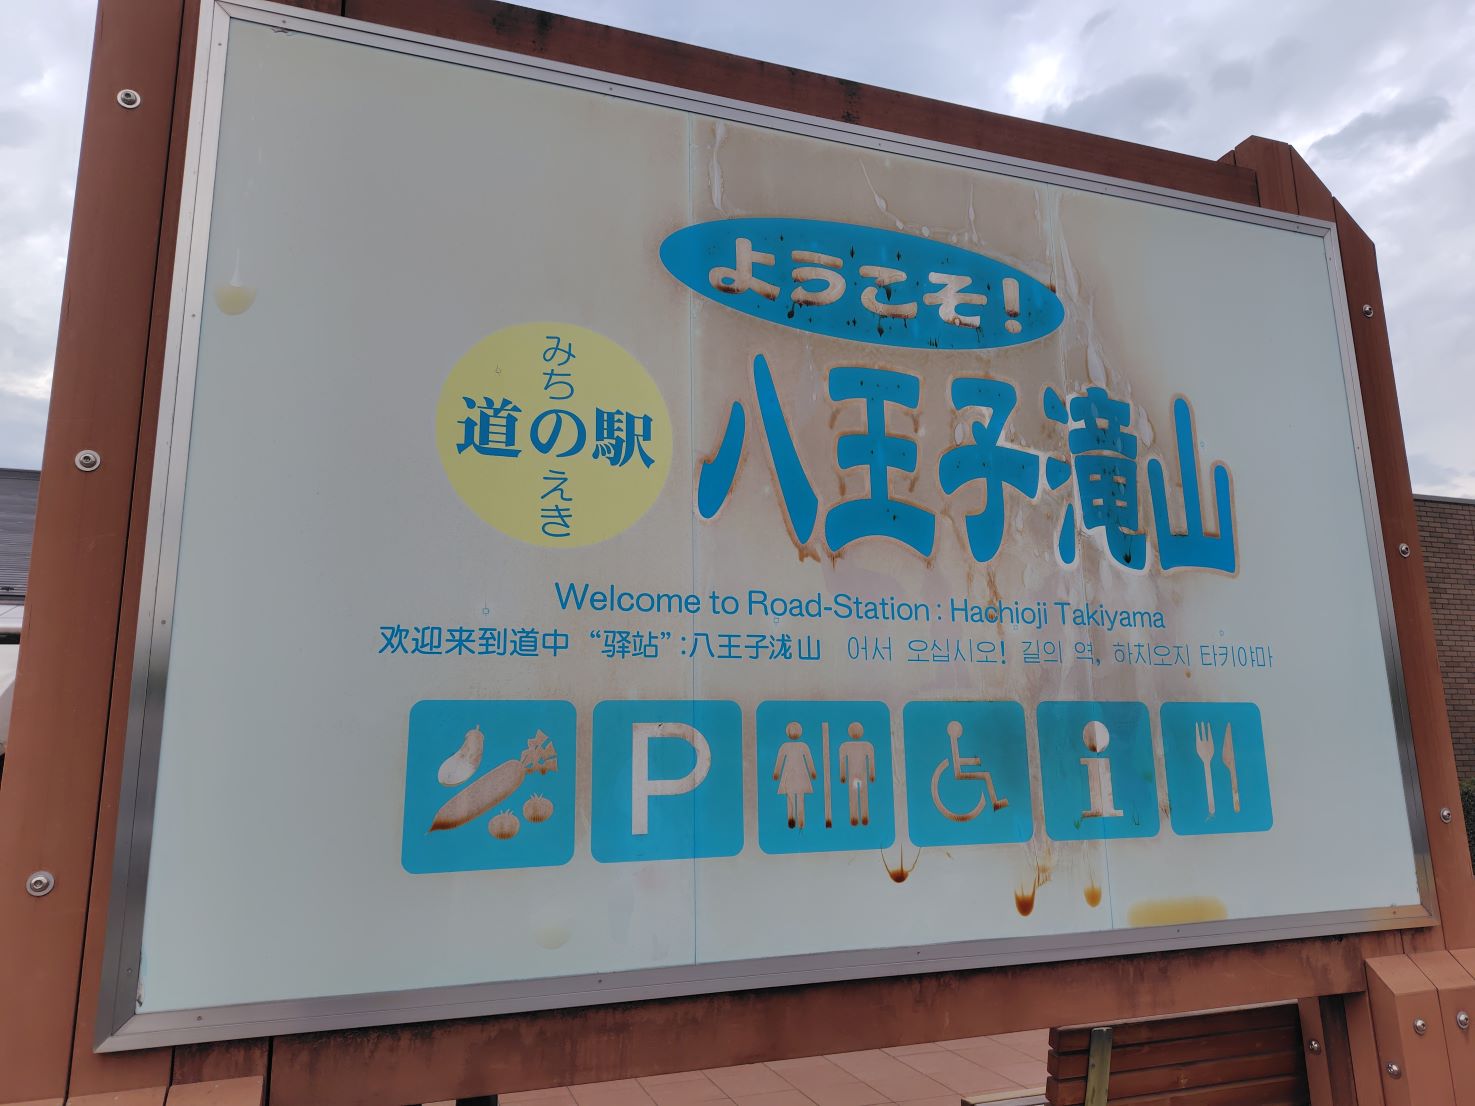 ようこそ!
みち
道の駅
えき
八王子滝山
Welcome to Road-Station : Hachioji Takiyama
欢迎来到道中 “驿站”:八王子泷山 어서 오십시오! 길의 역, 하치오지 타키야마
P
i